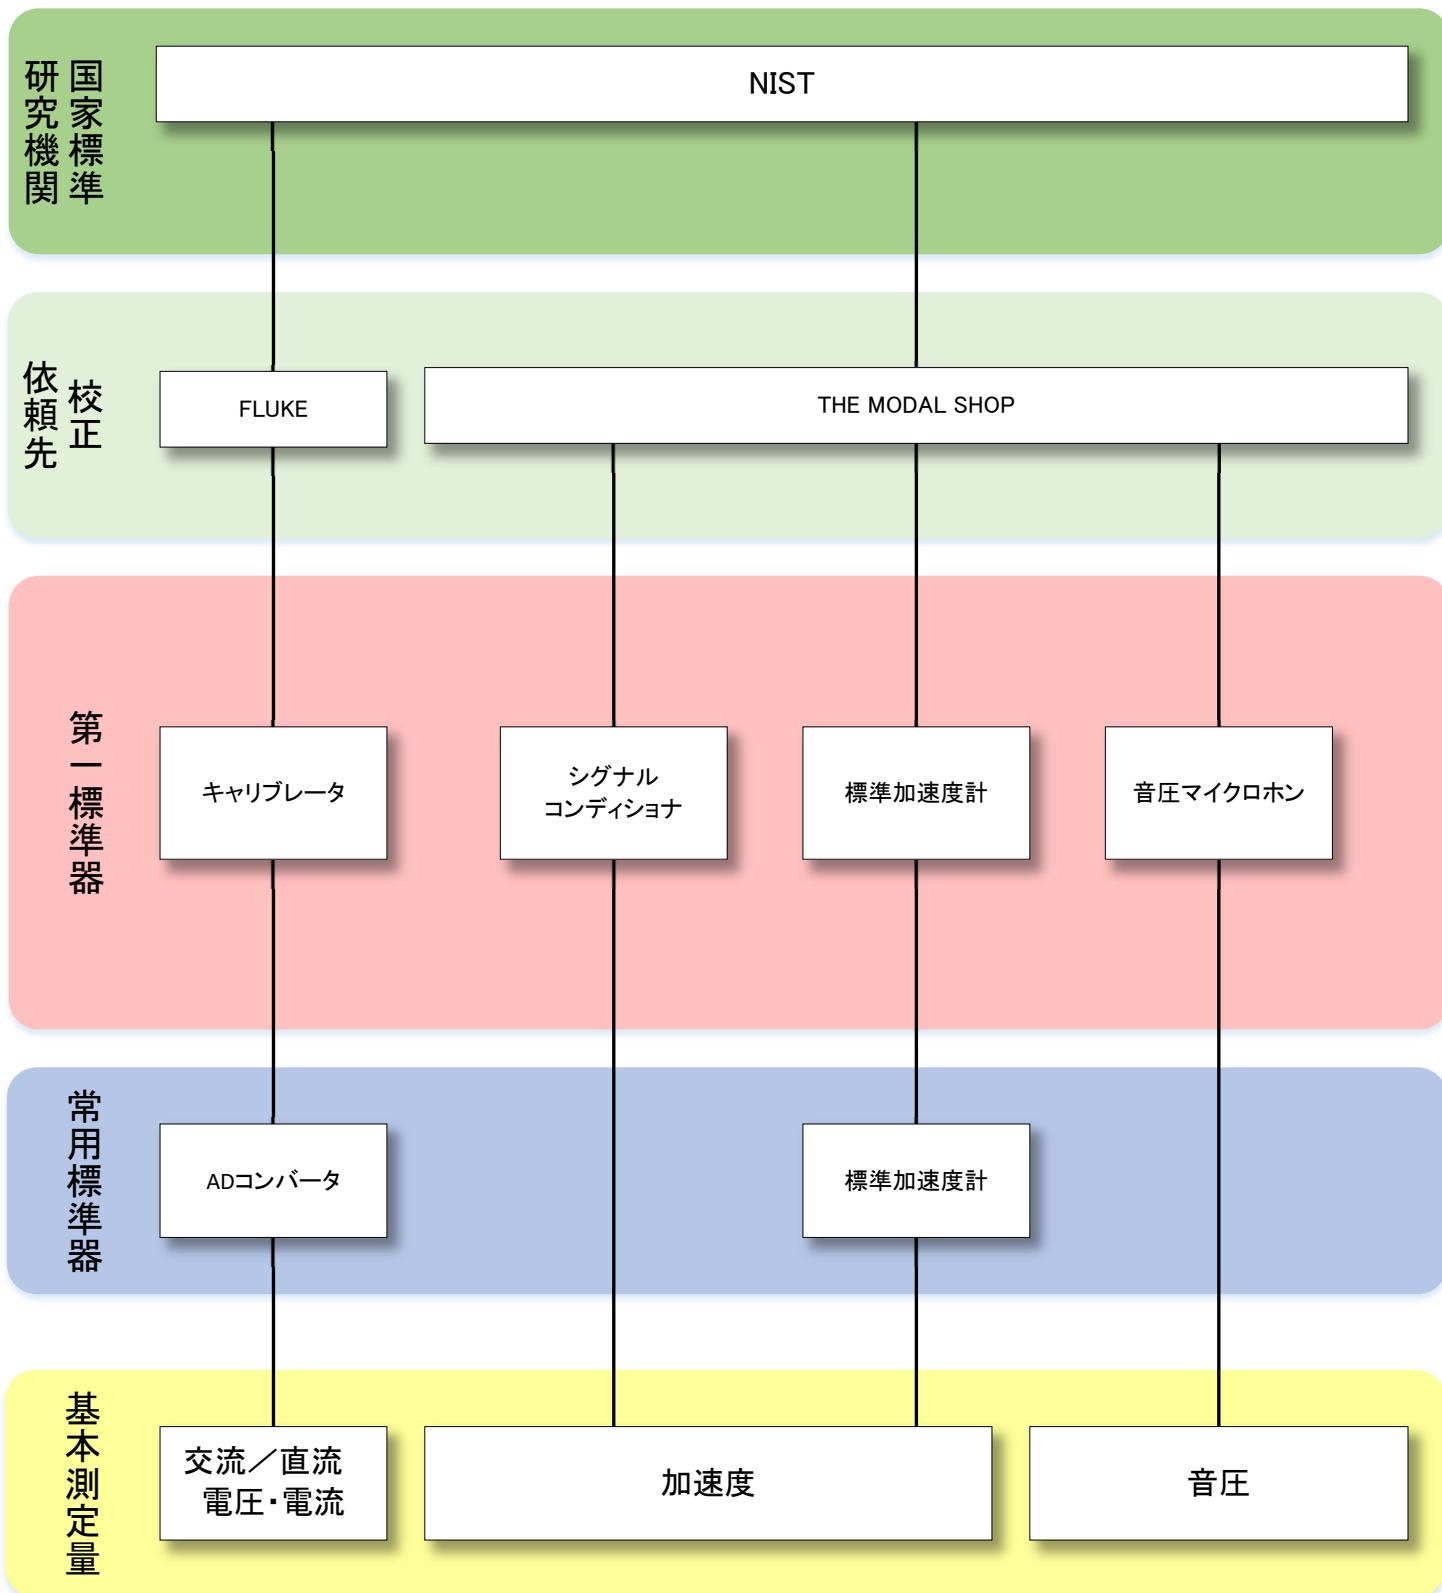 国家標準
研究機関
NIST
校正
依頼先
FLUKE
THE MODAL SHOP
第一標準器
キャリブレータ
シグナル
コンディショナ
標準加速度計
音圧マイクロホン
常用標準器
ADコンバータ
標準加速度計
基本測定量
交流／直流
電圧・電流
加速度
音圧